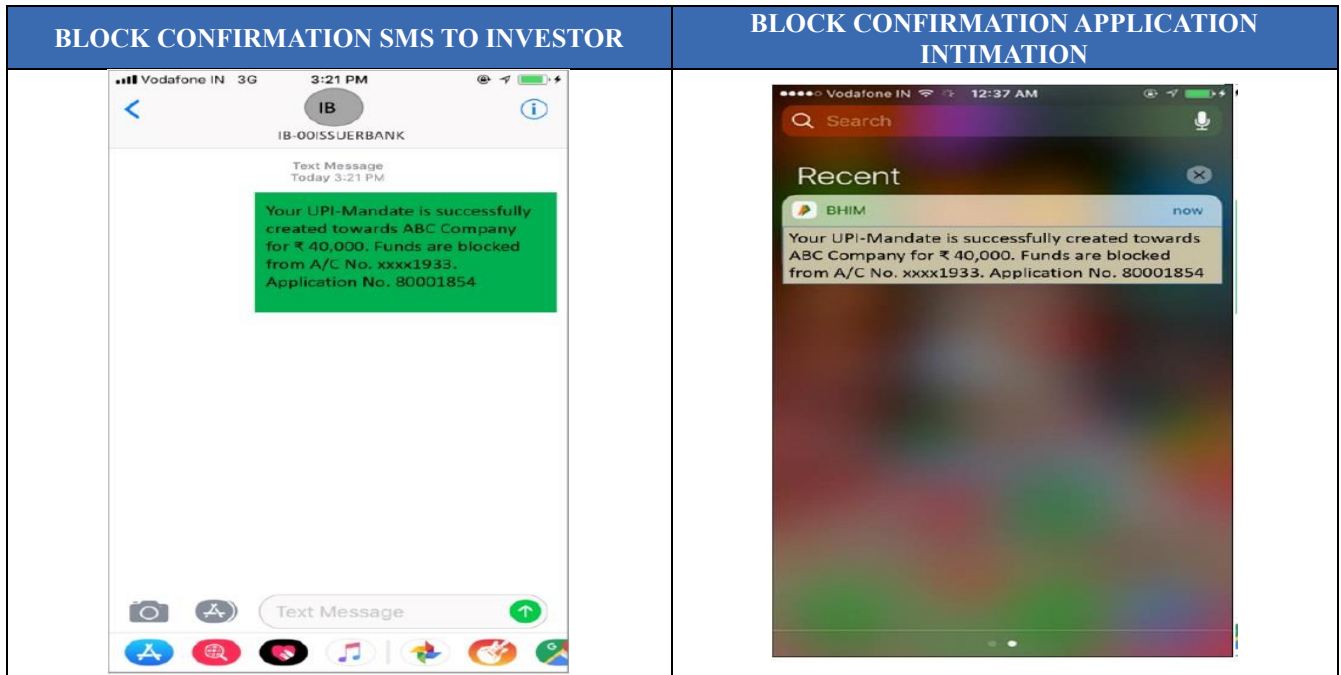 BLOCK CONFIRMATION SMS TO INVESTOR
BLOCK CONFIRMATION APPLICATION
INTIMATION
Vodafone IN 3G 3:21 PM
IB
IB-00ISSUERBANK
Text Message
Today 3:21 PM
Your UPI-Mandate is successfully
created towards ABC Company
for ₹ 40,000. Funds are blocked
from A/C No. xxxx1933.
Application No. 80001854
Text Message
Vodafone IN 12:37 AM
Search
Recent
BHIM now
Your UPI-Mandate is successfully created towards
ABC Company for ₹ 40,000. Funds are blocked
from A/C No. xxxx1933. Application No. 80001854